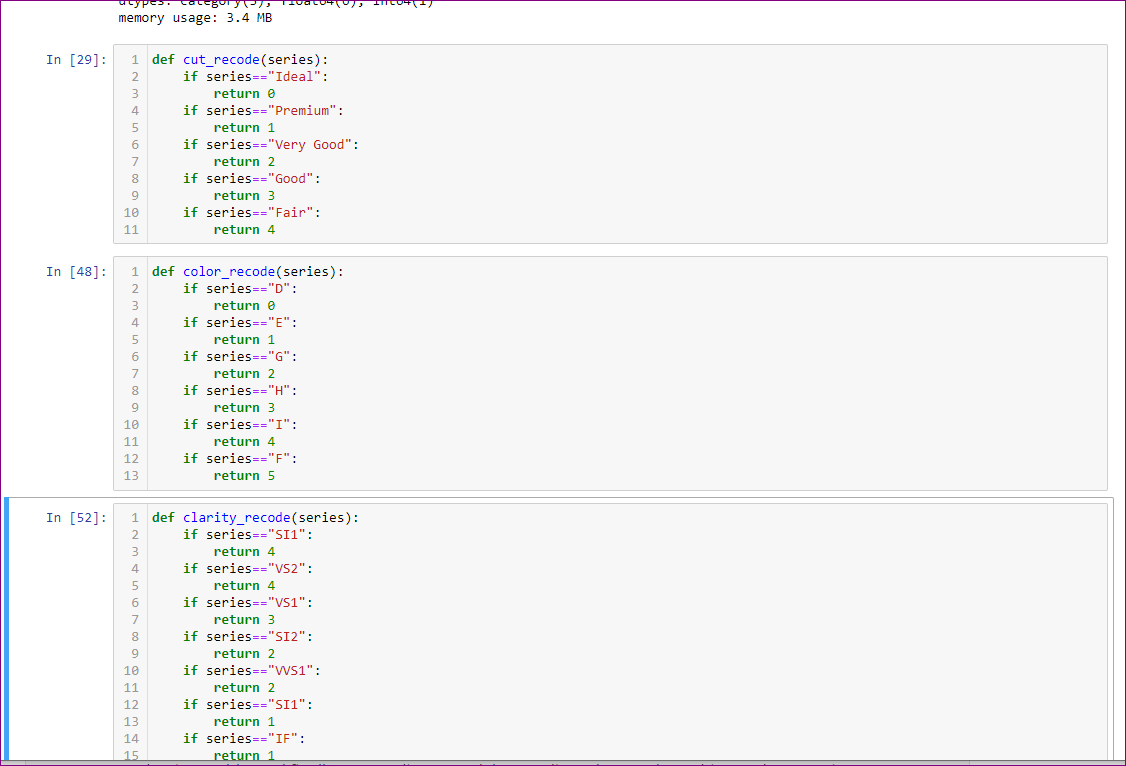 memory usage: 3.4 MB
In [29]:
1 def cut_recode(series):
2     if series=="Ideal":
3         return 0
4     if series=="Premium":
5         return 1
6     if series=="Very Good":
7         return 2
8     if series=="Good":
9         return 3
10     if series=="Fair":
11         return 4
In [48]:
1 def color_recode(series):
2     if series=="D":
3         return 0
4     if series=="E":
5         return 1
6     if series=="G":
7         return 2
8     if series=="H":
9         return 3
10     if series=="I":
11         return 4
12     if series=="F":
13         return 5
In [52]:
1 def clarity_recode(series):
2     if series=="SI1":
3         return 4
4     if series=="VS2":
5         return 4
6     if series=="VS1":
7         return 3
8     if series=="SI2":
9         return 2
10     if series=="VVS1":
11         return 2
12     if series=="SI1":
13         return 1
14     if series=="IF":
15         return 1